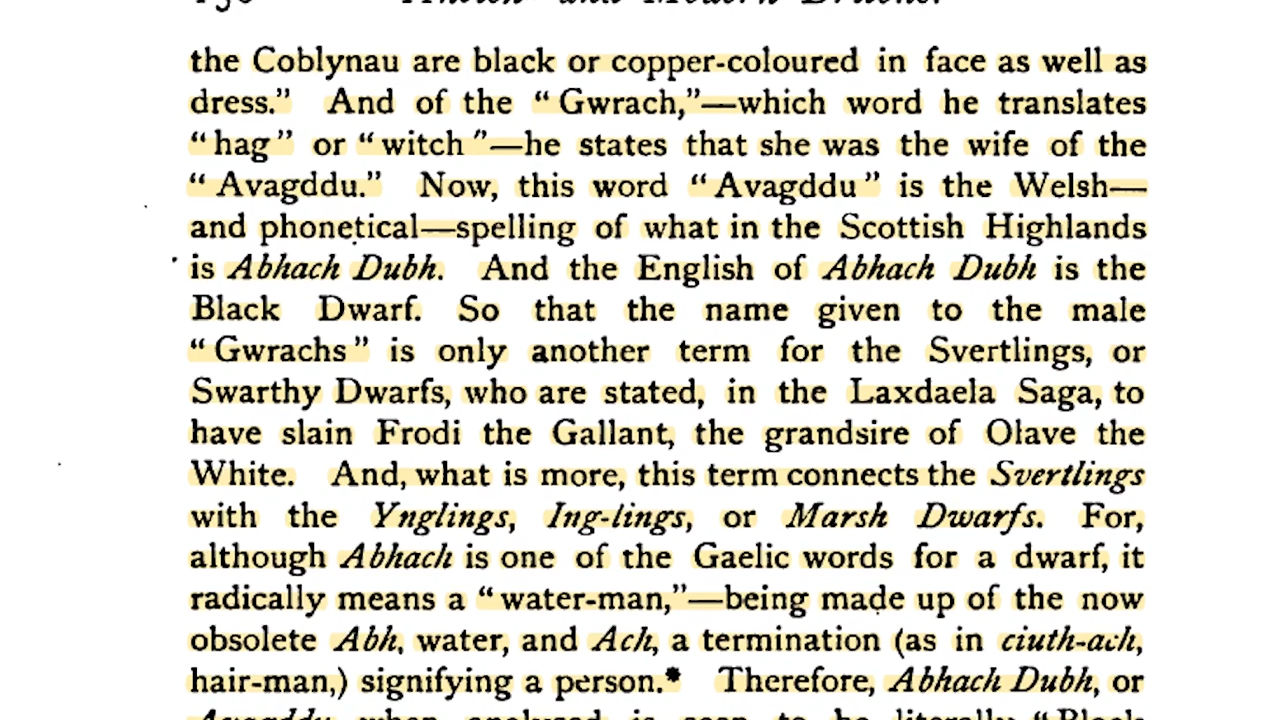 the Coblynau are black or copper-coloured in face as well as
dress.” And of the “Gwrach,”—which word he translates
“hag” or “witch”—he states that she was the wife of the
“Avagddu.” Now, this word “Avagddu” is the Welsh—
and phonetical—spelling of what in the Scottish Highlands
is Abhach Dubh. And the English of Abhach Dubh is the
Black Dwarf. So that the name given to the male
“Gwrachs” is only another term for the Svertlings, or
Swarthy Dwarfs, who are stated, in the Laxdaela Saga, to
have slain Frodi the Gallant, the grandsire of Olave the
White. And, what is more, this term connects the Svertlings
with the Ynglings, Ing-lings, or Marsh Dwarfs. For,
although Abhach is one of the Gaelic words for a dwarf, it
radically means a “water-man,”—being made up of the now
obsolete Abh, water, and Ach, a termination (as in ciuth-ach,
hair-man,) signifying a person.* Therefore, Abhach Dubh, or